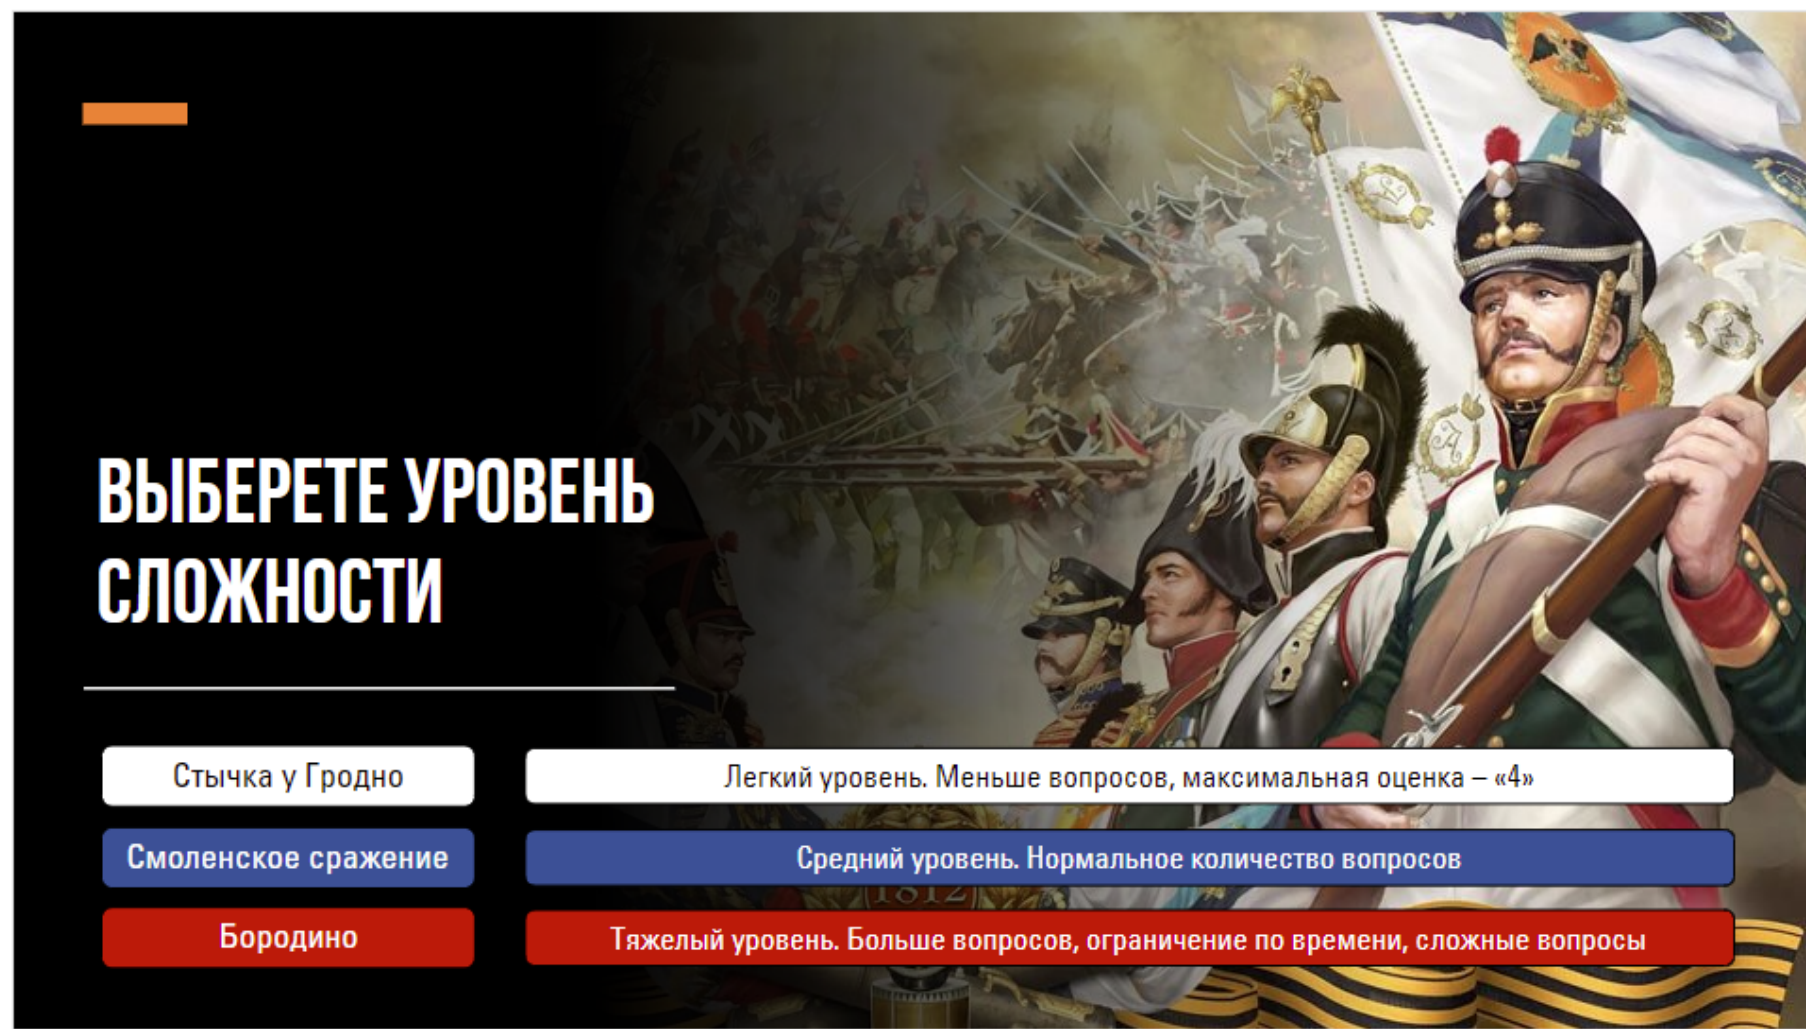 ВЫБЕРЕТЕ УРОВЕНЬ
СЛОЖНОСТИ
Стычка у Гродно
Легкий уровень. Меньше вопросов, максимальная оценка – «4»
Смоленское сражение
Средний уровень. Нормальное количество вопросов
1812
Бородино
Тяжелый уровень. Больше вопросов, ограничение по времени, сложные вопросы